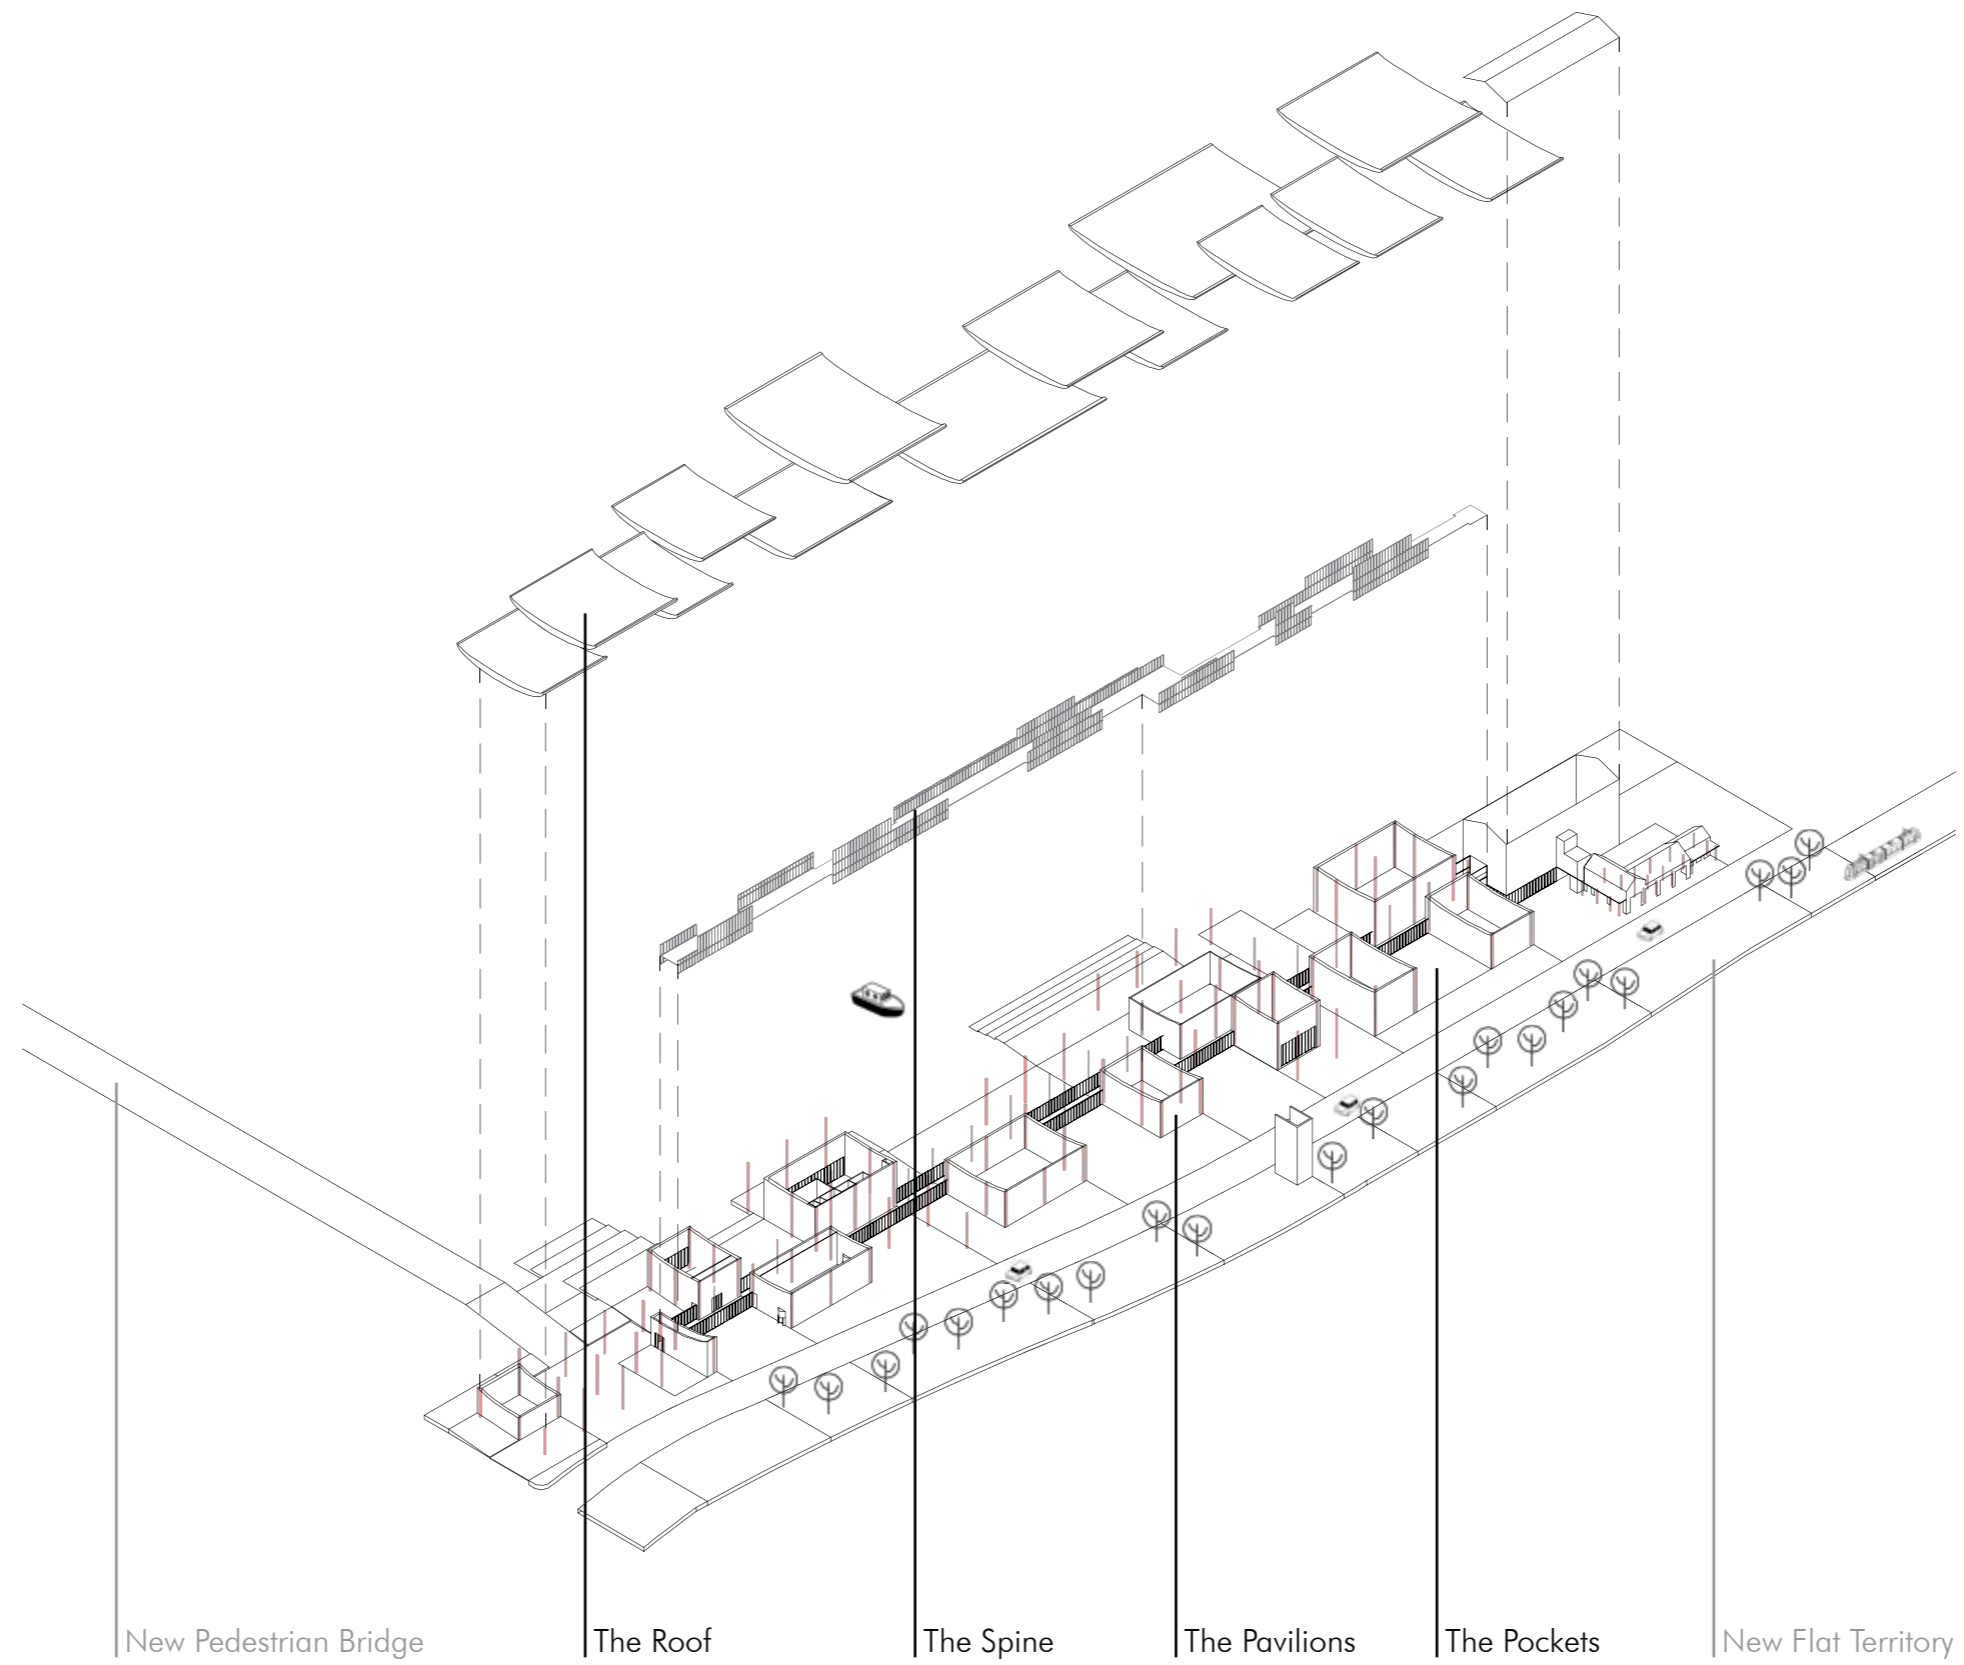 New Pedestrian Bridge
The Roof
The Spine
The Pavilions
The Pockets
New Flat Territory